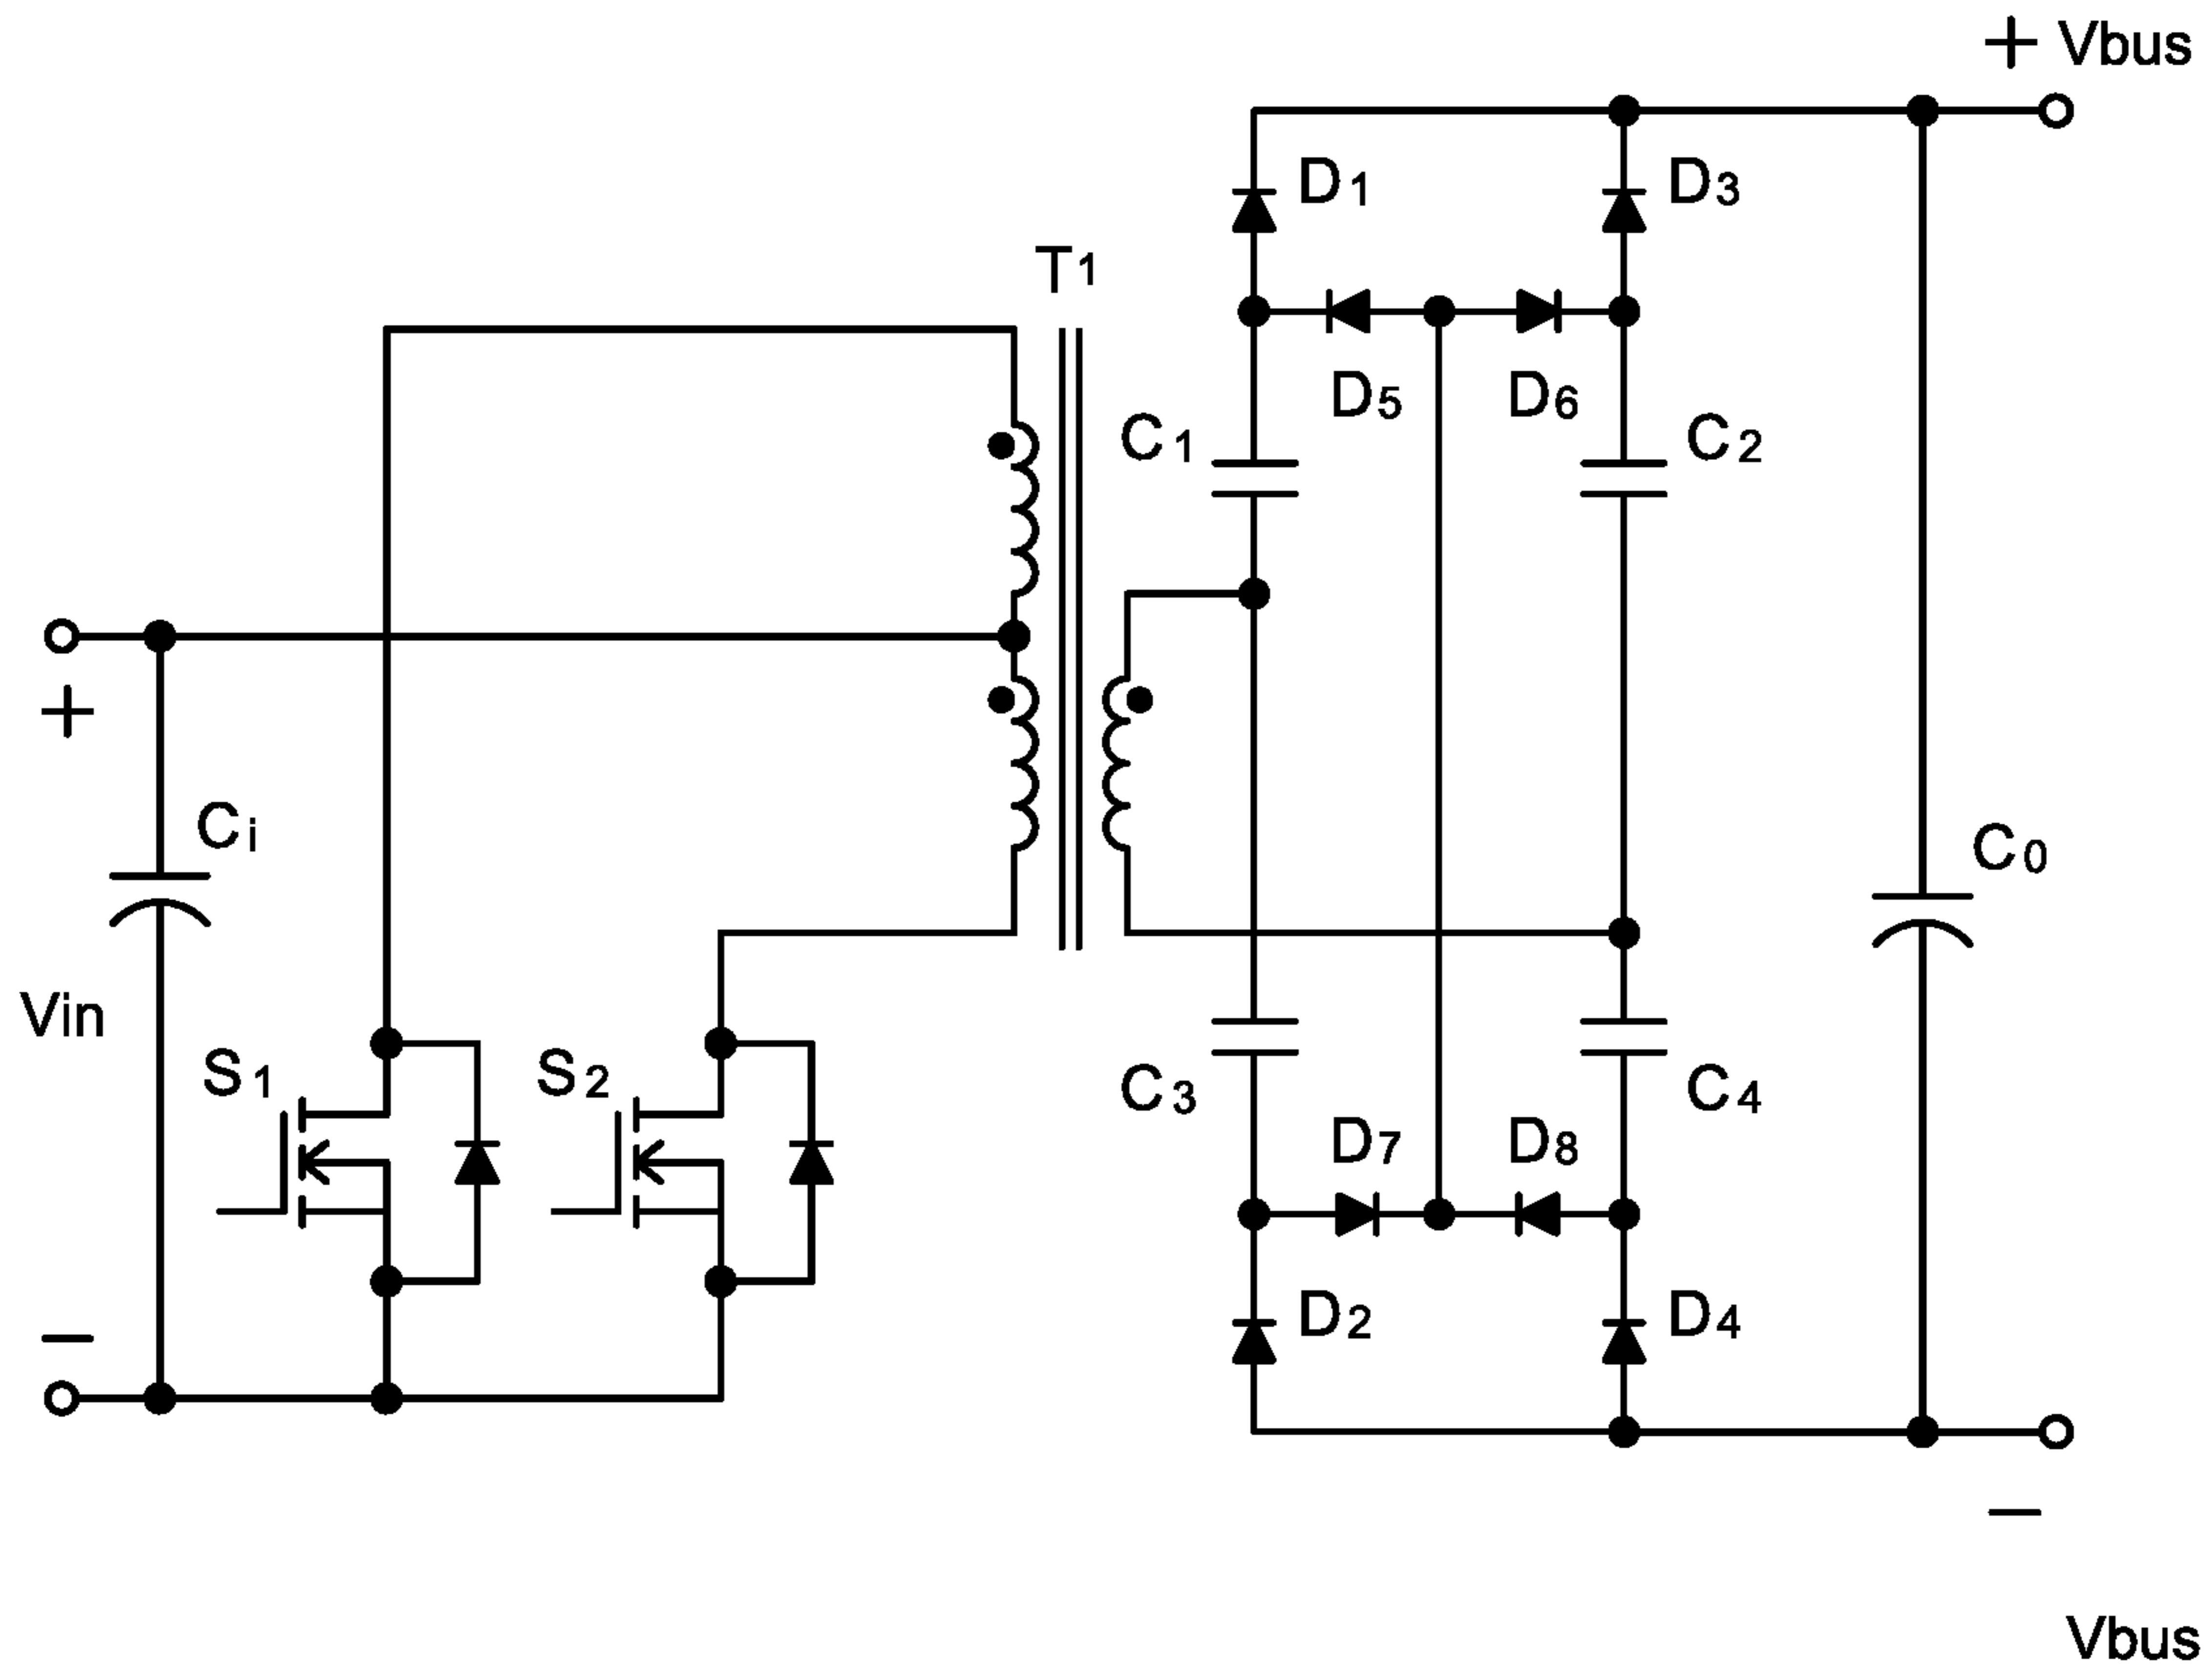 + Vbus
D1
D3
T1
D5
D6
C1
C2
+
Ci
C0
Vin
S1
S2
C3
C4
D7
D8
D2
D4
−
−
Vbus